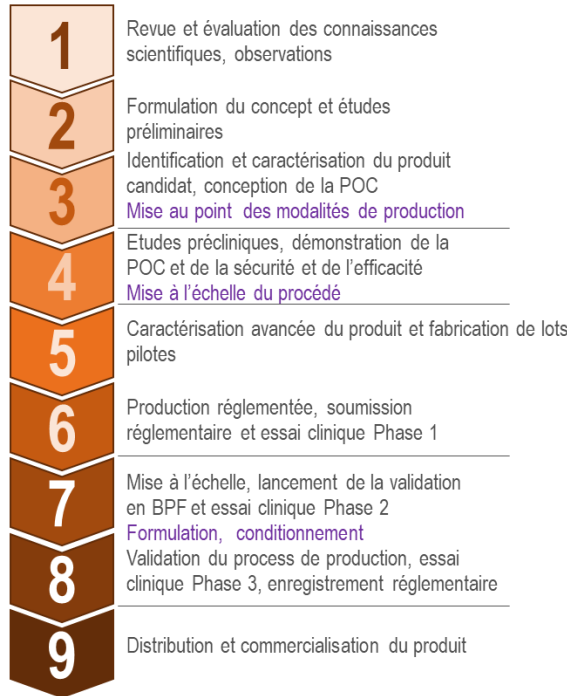 1
Revue et évaluation des connaissances
scientifiques, observations
2
Formulation du concept et études
préliminaires
3
Identification et caractérisation du produit
candidat, conception de la POC
Mise au point des modalités de production
4
Etudes précliniques, démonstration de la
POC et de la sécurité et de l'efficacité
Mise à l'échelle du procédé
5
Caractérisation avancée du produit et fabrication de lots
pilotes
6
Production réglementée, soumission
réglementaire et essai clinique Phase 1
7
Mise à l'échelle, lancement de la validation
en BPF et essai clinique Phase 2
Formulation, conditionnement
8
Validation du process de production, essai
clinique Phase 3, enregistrement réglementaire
9
Distribution et commercialisation du produit